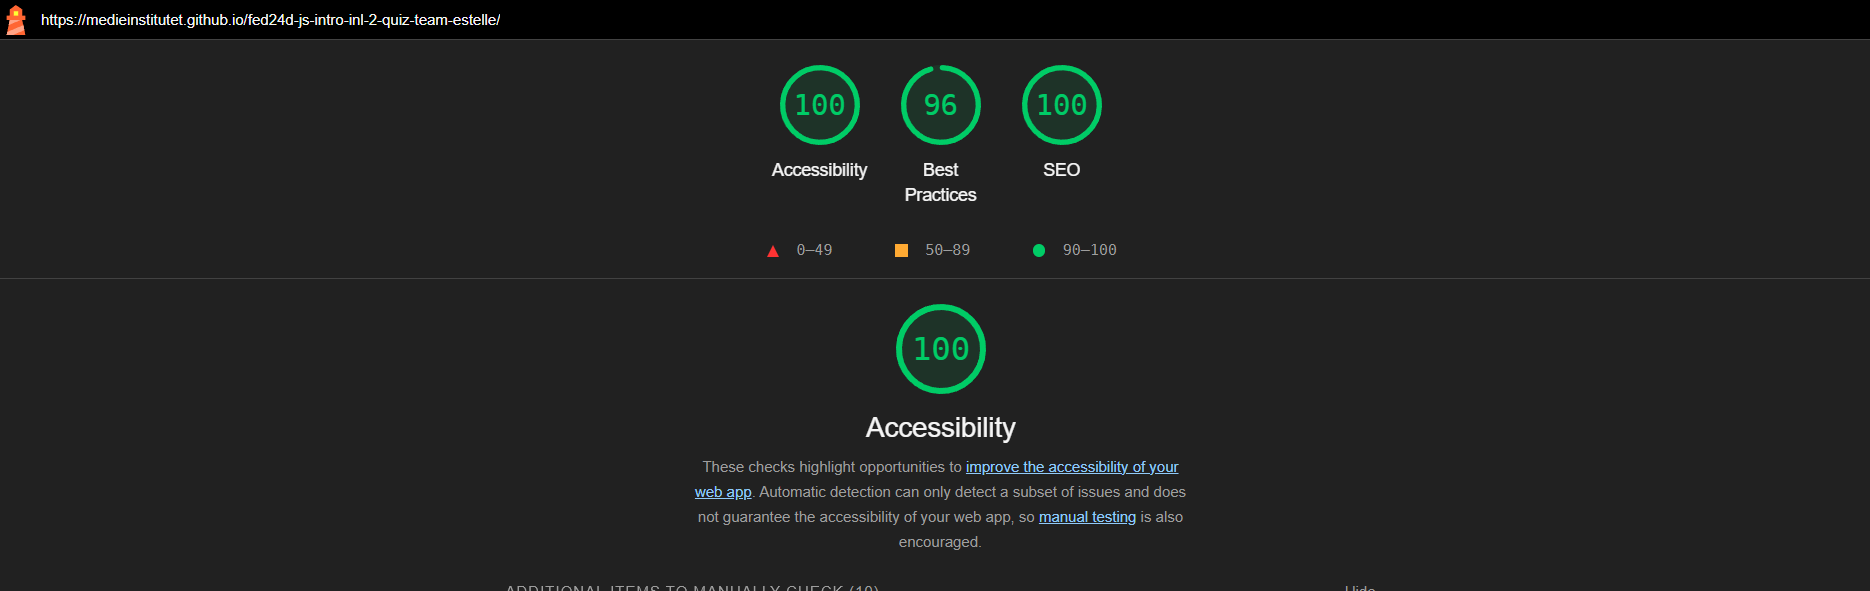 https://medieinstitutet.github.io/fed24d-js-intro-inl-2-quiz-team-estelle/
100 96 100
Accessibility Best Practices SEO
0–49 50–89 90–100
100
Accessibility
These checks highlight opportunities to improve the accessibility of your
web app. Automatic detection can only detect a subset of issues and does
not guarantee the accessibility of your web app, so manual testing is also
encouraged.
ADDITIONAL ITEMS TO MANUALLY CHECK (10) Hide